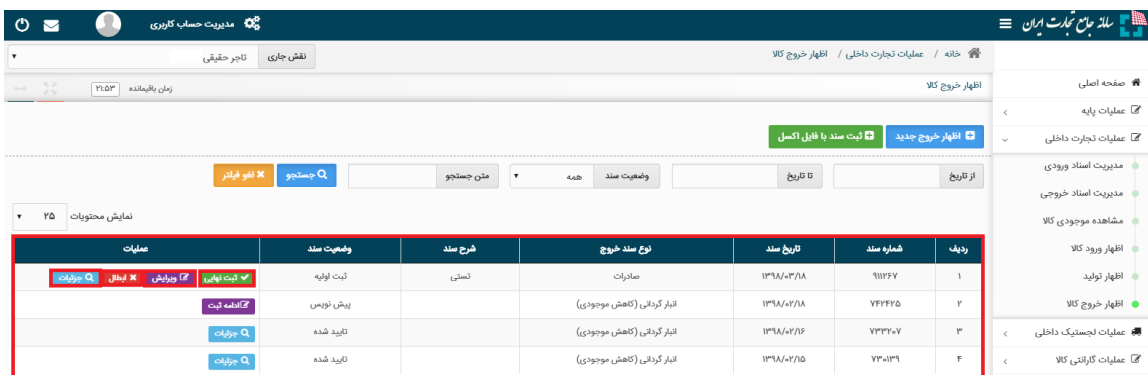 سامانه جامع تجارت ایران
مدیریت حساب کاربری
خانه / عملیات تجارت داخلی / اظهار خروج کالا
نقش جاری تاجر حقیقی
اظهار خروج کالا
زمان باقیمانده ۲۱:۵۳
صفحه اصلی
عملیات پایه
عملیات تجارت داخلی
مدیریت اسناد ورودی
مدیریت اسناد خروجی
مشاهده موجودی کالا
اظهار ورود کالا
اظهار تولید
اظهار خروج کالا
عملیات لجستیک داخلی
عملیات گارانتی کالا
اظهار خروج جدید ثبت سند با فایل اکسل
از تاریخ تا تاریخ وضعیت سند همه متن جستجو جستجو لغو فیلتر
نمایش محتویات ۲۵
ردیف شماره سند تاریخ سند نوع سند خروج شرح سند وضعیت سند عملیات
۱ ۹۱۱۲۶۷ ۱۳۹۸/۰۳/۱۸ صادرات تستی ثبت اولیه ثبت نهایی ویرایش ابطال جزئیات
۲ ۷۴۲۴۲۵ ۱۳۹۸/۰۲/۱۸ انبار گردانی (کاهش موجودی) پیش نویس ادامه ثبت
۳ ۷۳۳۲۰۷ ۱۳۹۸/۰۲/۱۶ انبار گردانی (کاهش موجودی) تایید شده جزئیات
۴ ۷۳۰۱۳۹ ۱۳۹۸/۰۲/۱۵ انبار گردانی (کاهش موجودی) تایید شده جزئیات